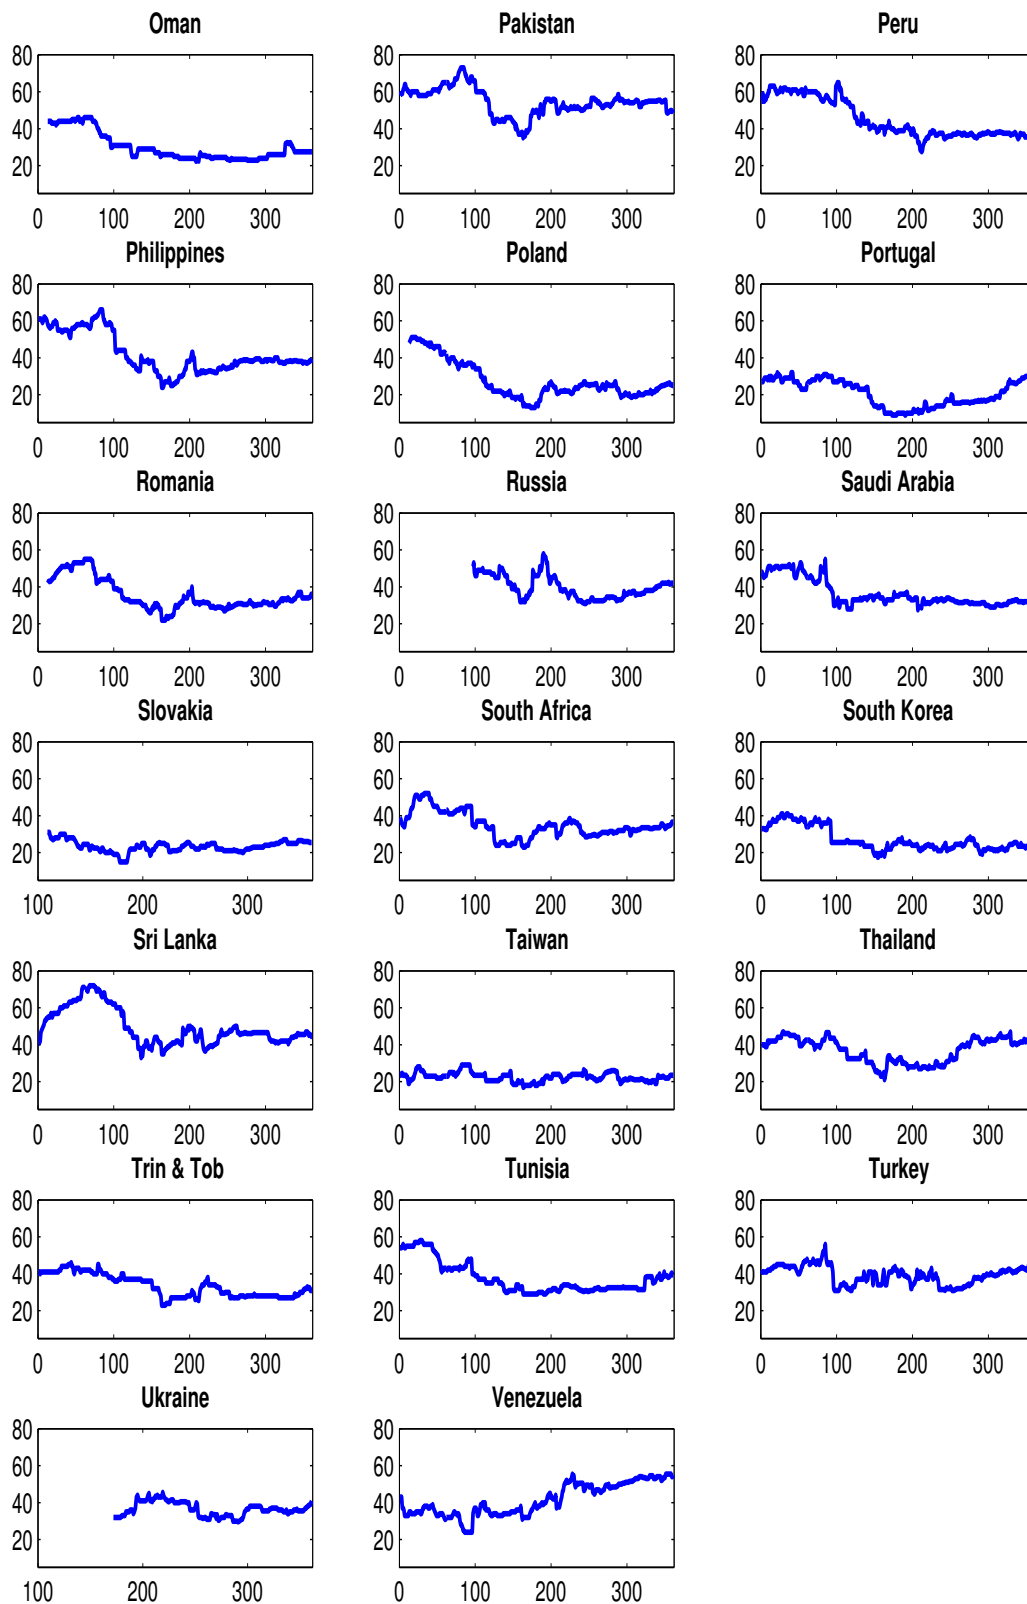 Oman Pakistan Peru
80 80 80
60 60 60
40 40 40
20 20 20
0 100 200 300 0 100 200 300 0 100 200 300
Philippines Poland Portugal
80 80 80
60 60 60
40 40 40
20 20 20
0 100 200 300 0 100 200 300 0 100 200 300
Romania Russia Saudi Arabia
80 80 80
60 60 60
40 40 40
20 20 20
0 100 200 300 0 100 200 300 0 100 200 300
Slovakia South Africa South Korea
80 80 80
60 60 60
40 40 40
20 20 20
100 200 300 0 100 200 300 0 100 200 300
Sri Lanka Taiwan Thailand
80 80 80
60 60 60
40 40 40
20 20 20
0 100 200 300 0 100 200 300 0 100 200 300
Trin & Tob Tunisia Turkey
80 80 80
60 60 60
40 40 40
20 20 20
0 100 200 300 0 100 200 300 0 100 200 300
Ukraine Venezuela
80 80
60 60
40 40
20 20
100 200 300 0 100 200 300